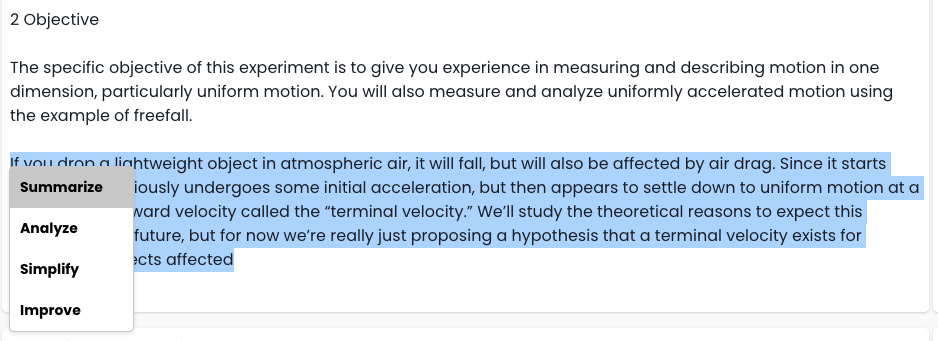 2 Objective
The specific objective of this experiment is to give you experience in measuring and describing motion in one
dimension, particularly uniform motion. You will also measure and analyze uniformly accelerated motion using
the example of freefall.
If you drop a lightweight object in atmospheric air, it will fall, but will also be affected by air drag. Since it starts
iously undergoes some initial acceleration, but then appears to settle down to uniform motion at a
ward velocity called the “terminal velocity.” We’ll study the theoretical reasons to expect this
future, but for now we’re really just proposing a hypothesis that a terminal velocity exists for
ects affected
Summarize
Analyze
Simplify
Improve